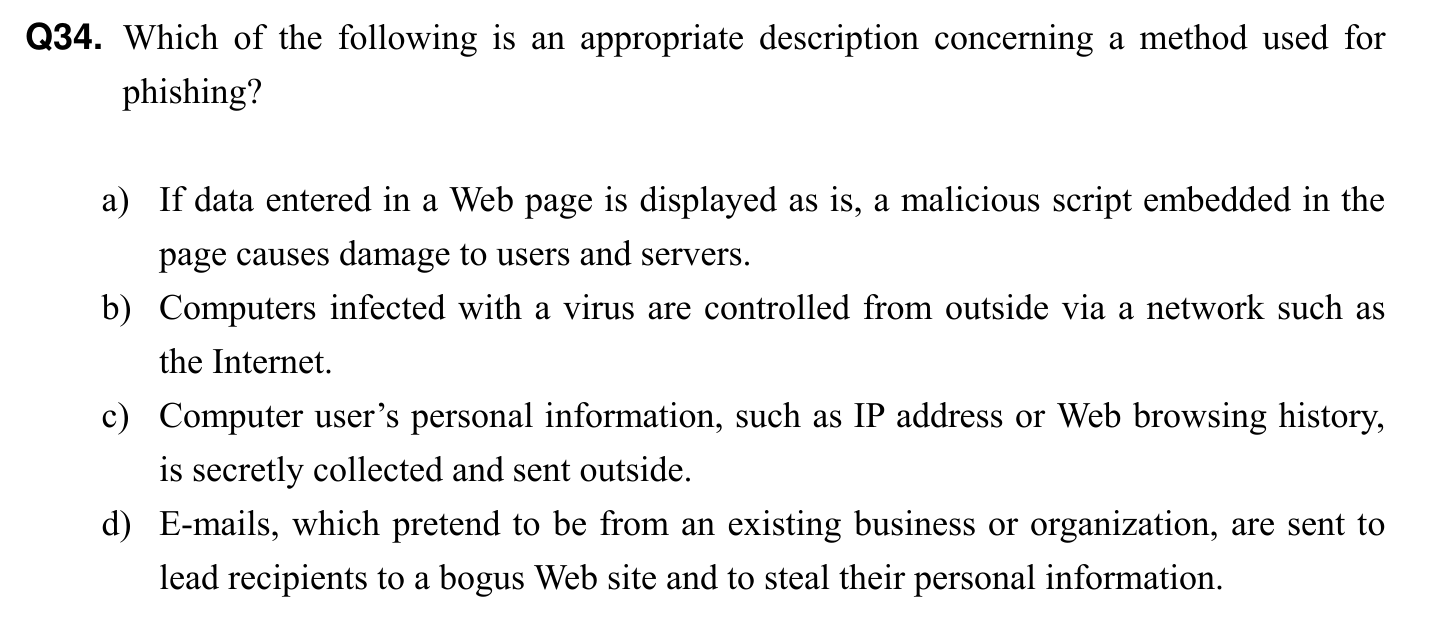 Q34. Which of the following is an appropriate description concerning a method used for
phishing?
a) If data entered in a Web page is displayed as is, a malicious script embedded in the
page causes damage to users and servers.
b) Computers infected with a virus are controlled from outside via a network such as
the Internet.
c) Computer user’s personal information, such as IP address or Web browsing history,
is secretly collected and sent outside.
d) E-mails, which pretend to be from an existing business or organization, are sent to
lead recipients to a bogus Web site and to steal their personal information.